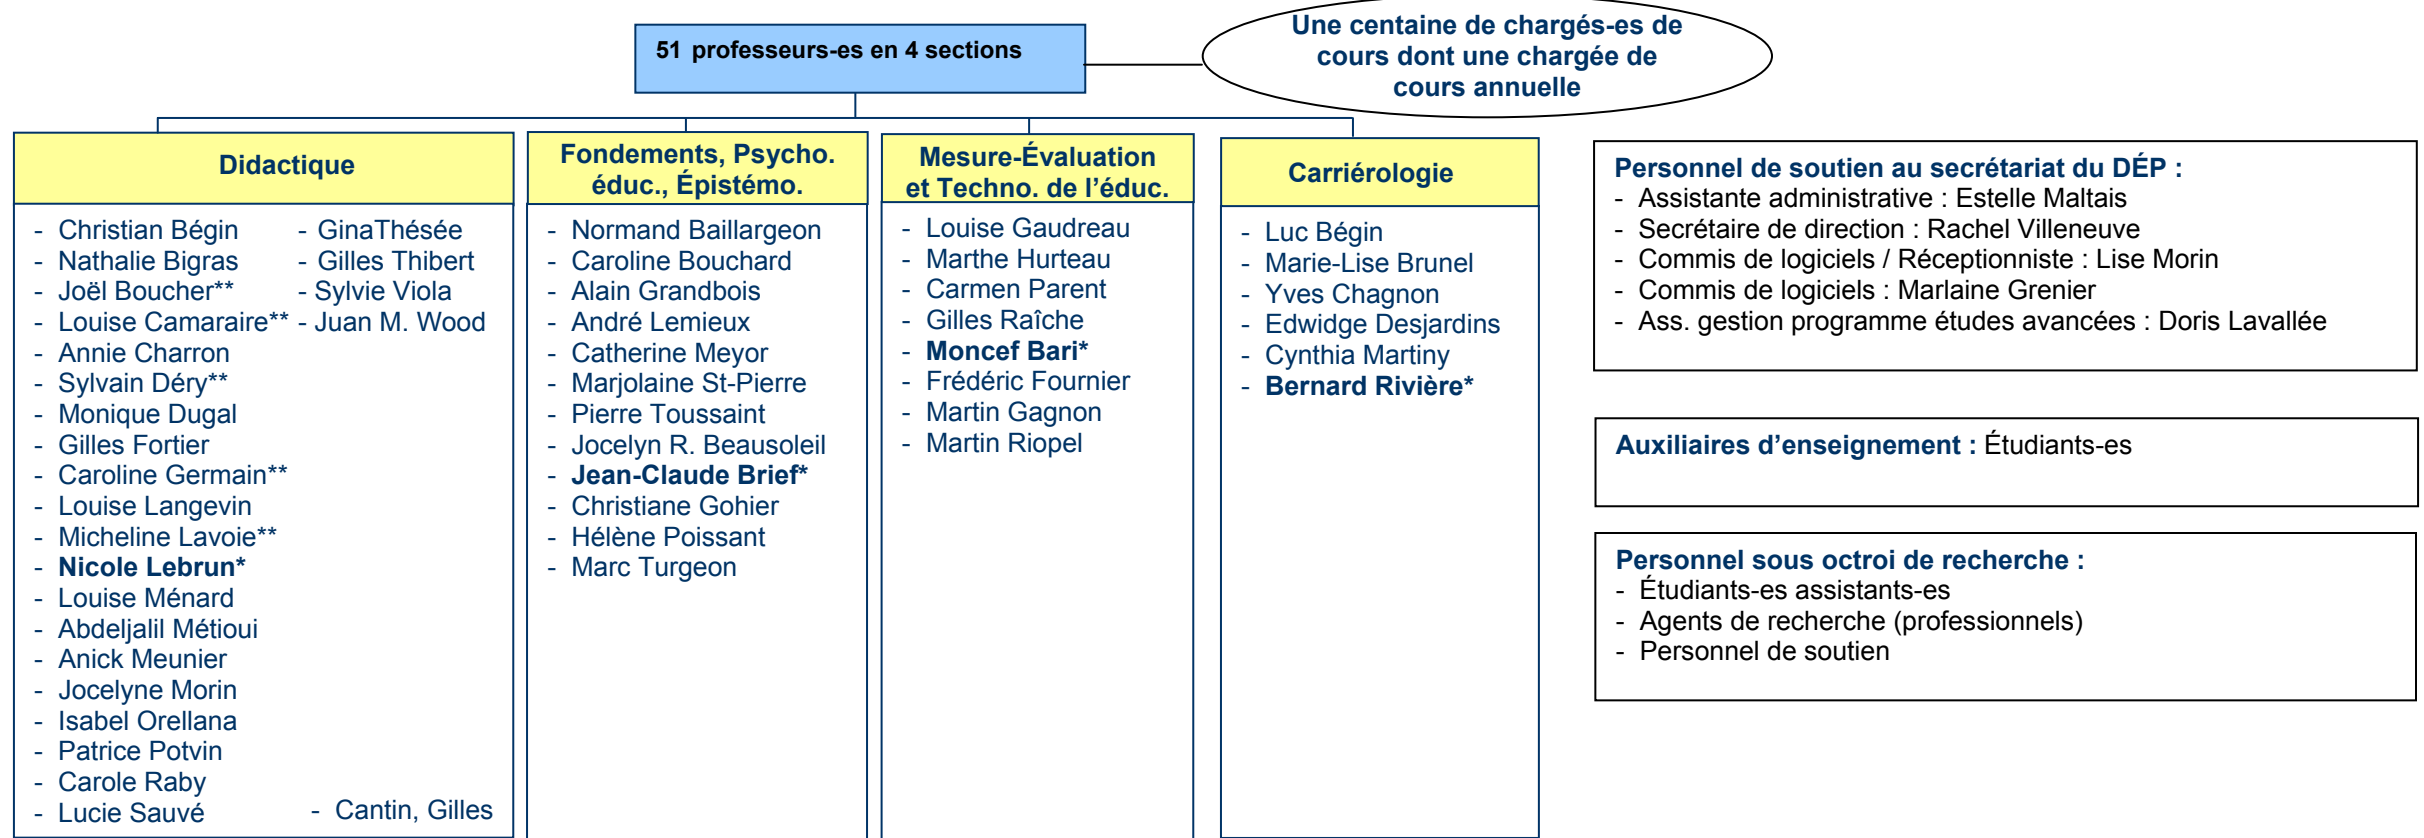 51 professeurs-es en 4 sections
Une centaine de chargés-es de
cours dont une chargée de
cours annuelle
Didactique
- Christian Bégin
- Nathalie Bigras
- Joël Boucher**
- Louise Camaraire**
- Annie Charron
- Sylvain Déry**
- Monique Dugal
- Gilles Fortier
- Caroline Germain**
- Louise Langevin
- Micheline Lavoie**
- Nicole Lebrun*
- Louise Ménard
- Abdeljalil Métioui
- Anick Meunier
- Jocelyne Morin
- Isabel Orellana
- Patrice Potvin
- Carole Raby
- Lucie Sauvé
- GinaThésée
- Gilles Thibert
- Sylvie Viola
- Juan M. Wood
- Cantin, Gilles
Fondements, Psycho.
éduc., Épistémo.
- Normand Baillargeon
- Caroline Bouchard
- Alain Grandbois
- André Lemieux
- Catherine Meyor
- Marjolaine St-Pierre
- Pierre Toussaint
- Jocelyn R. Beausoleil
- Jean-Claude Brief*
- Christiane Gohier
- Hélène Poissant
- Marc Turgeon
Mesure-Évaluation
et Techno. de l’éduc.
- Louise Gaudreau
- Marthe Hurteau
- Carmen Parent
- Gilles Raîche
- Moncef Bari*
- Frédéric Fournier
- Martin Gagnon
- Martin Riopel
Carriérologie
- Luc Bégin
- Marie-Lise Brunel
- Yves Chagnon
- Edwidge Desjardins
- Cynthia Martiny
- Bernard Rivière*
Personnel de soutien au secrétariat du DÉP :
- Assistante administrative : Estelle Maltais
- Secrétaire de direction : Rachel Villeneuve
- Commis de logiciels / Réceptionniste : Lise Morin
- Commis de logiciels : Marlaine Grenier
- Ass. gestion programme études avancées : Doris Lavallée
Auxiliaires d’enseignement : Étudiants-es
Personnel sous octroi de recherche :
- Étudiants-es assistants-es
- Agents de recherche (professionnels)
- Personnel de soutien